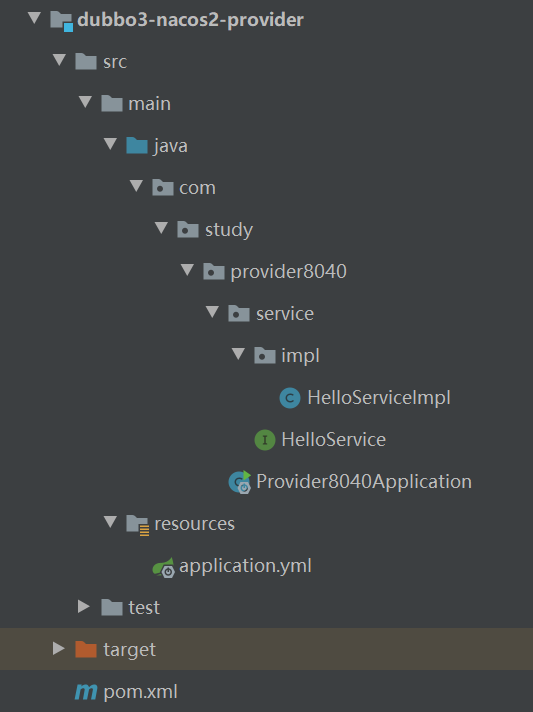 dubbo3-nacos2-provider
src
main
java
com
study
provider8040
service
impl
HelloServiceImpl
HelloService
Provider8040Application
resources
application.yml
test
target
pom.xml